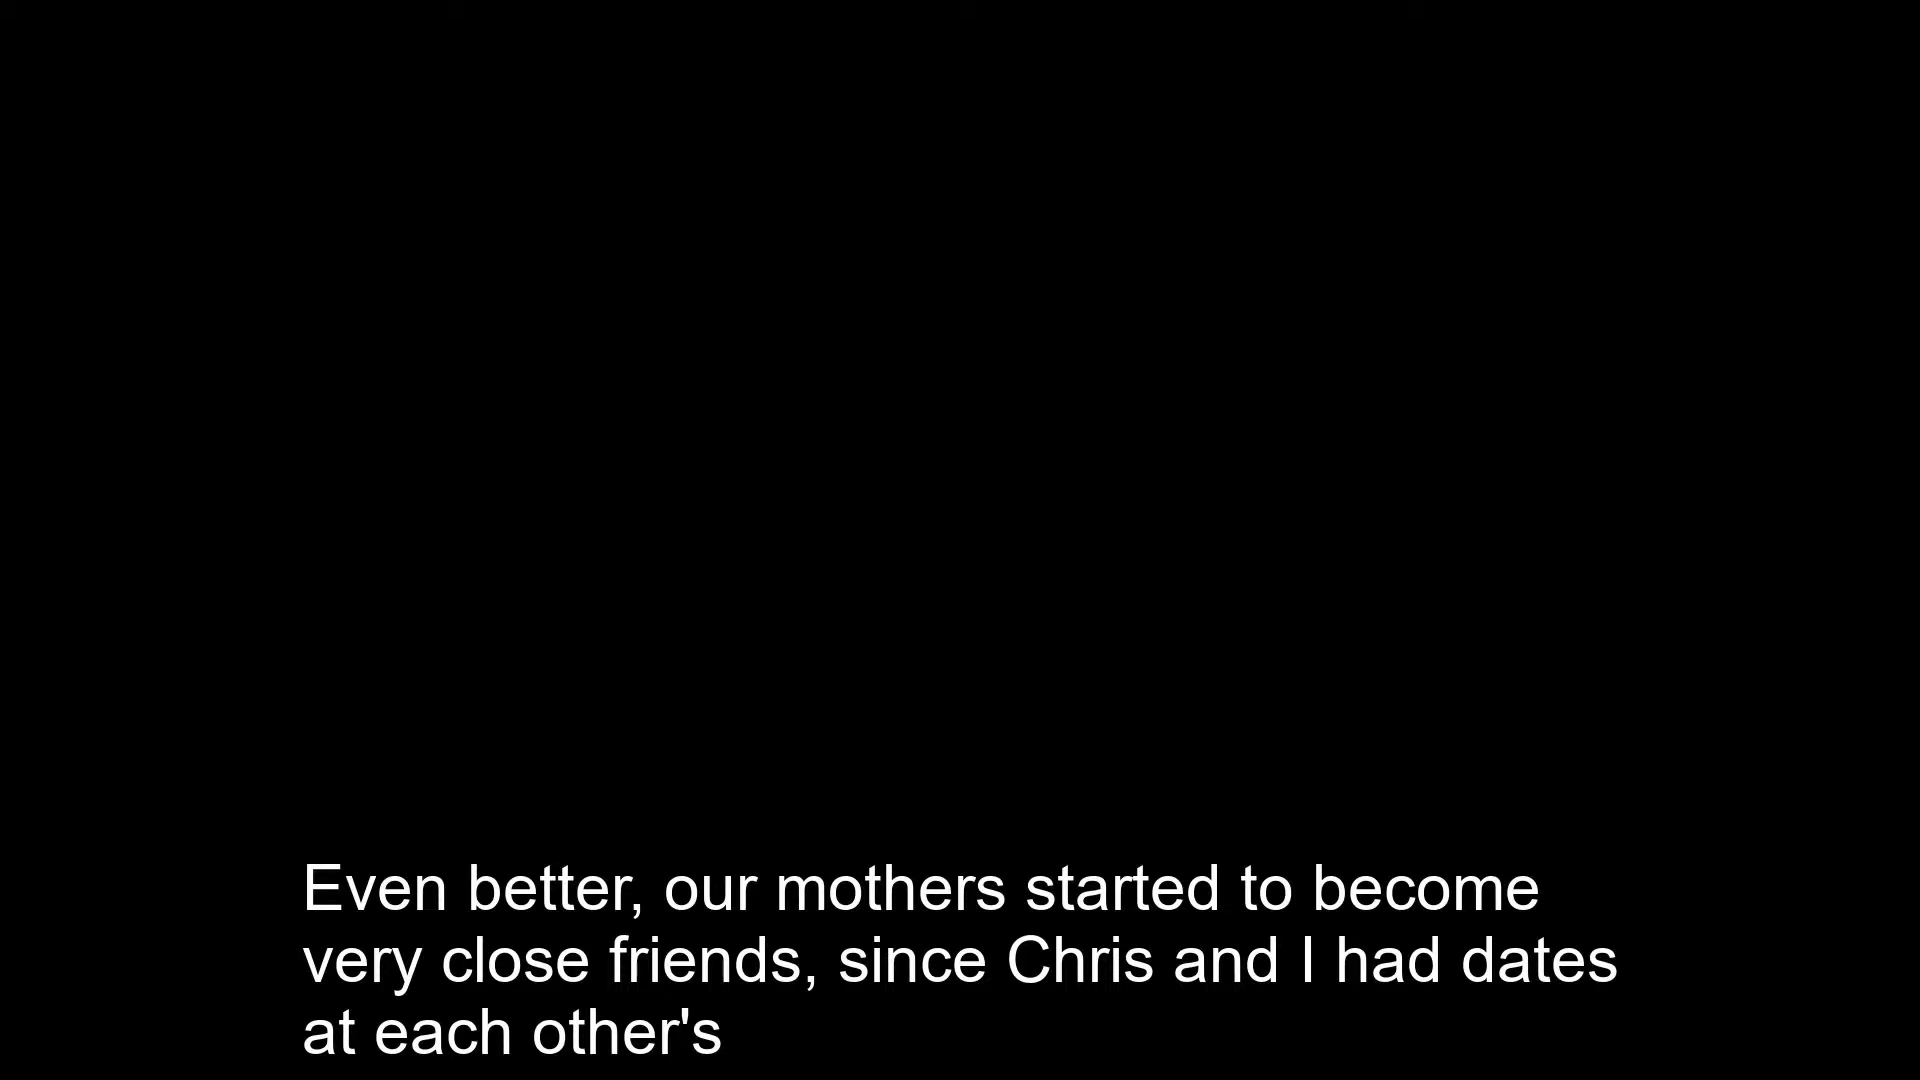 Even better, our mothers started to become
very close friends, since Chris and I had dates
at each other's